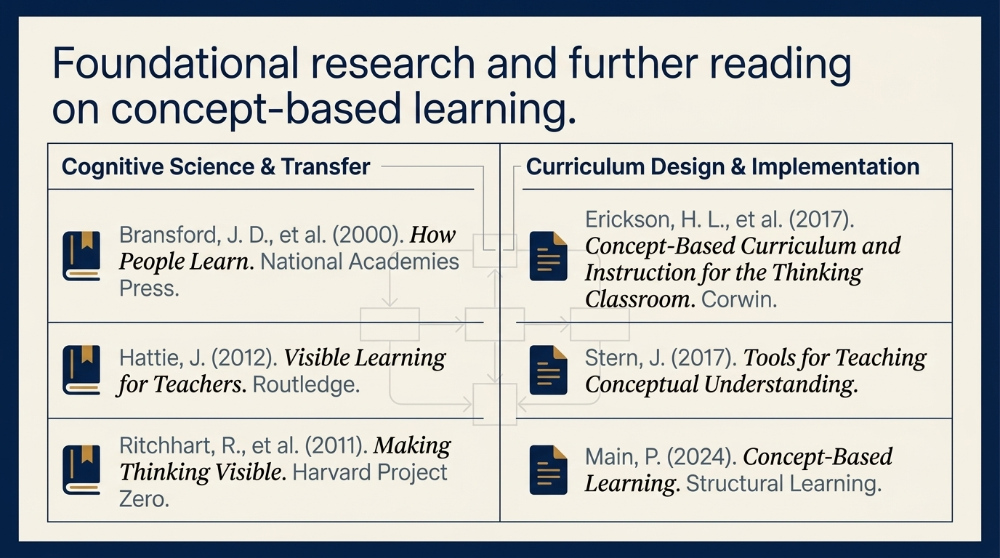 Foundational research and further reading
on concept-based learning.
Cognitive Science & Transfer
Bransford, J. D., et al. (2000). How
People Learn. National Academies
Press.
Hattie, J. (2012). Visible Learning
for Teachers. Routledge.
Ritchhart, R., et al. (2011). Making
Thinking Visible. Harvard Project
Zero.
Curriculum Design & Implementation
Erickson, H. L., et al. (2017).
Concept-Based Curriculum and
Instruction for the Thinking
Classroom. Corwin.
Stern, J. (2017). Tools for Teaching
Conceptual Understanding.
Main, P. (2024). Concept-Based
Learning. Structural Learning.